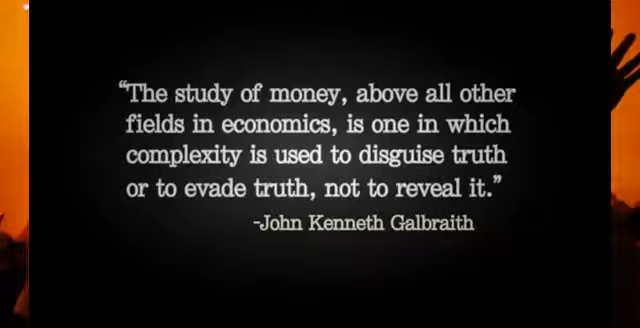 “The study of money, above all other
fields in economics, is one in which
complexity is used to disguise truth
or to evade truth, not to reveal it.”
-John Kenneth Galbraith